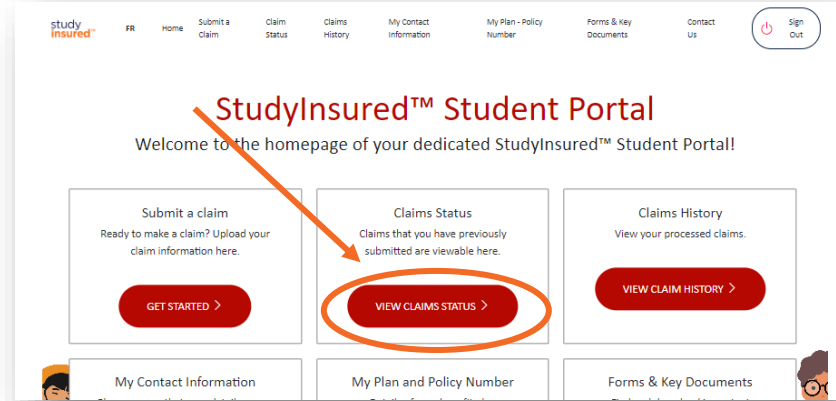 study
insured™
FR
Home
Submit a
Claim
Claim
Status
Claims
History
My Contact
Information
My Plan - Policy
Number
Forms & Key
Documents
Contact
Us
Sign
Out
StudyInsured™ Student Portal
Welcome to the homepage of your dedicated StudyInsured™ Student Portal!
Submit a claim
Ready to make a claim? Upload your
claim information here.
GET STARTED >
Claims Status
Claims that you have previously
submitted are viewable here.
VIEW CLAIMS STATUS >
Claims History
View your processed claims.
VIEW CLAIM HISTORY >
My Contact Information
My Plan and Policy Number
Forms & Key Documents